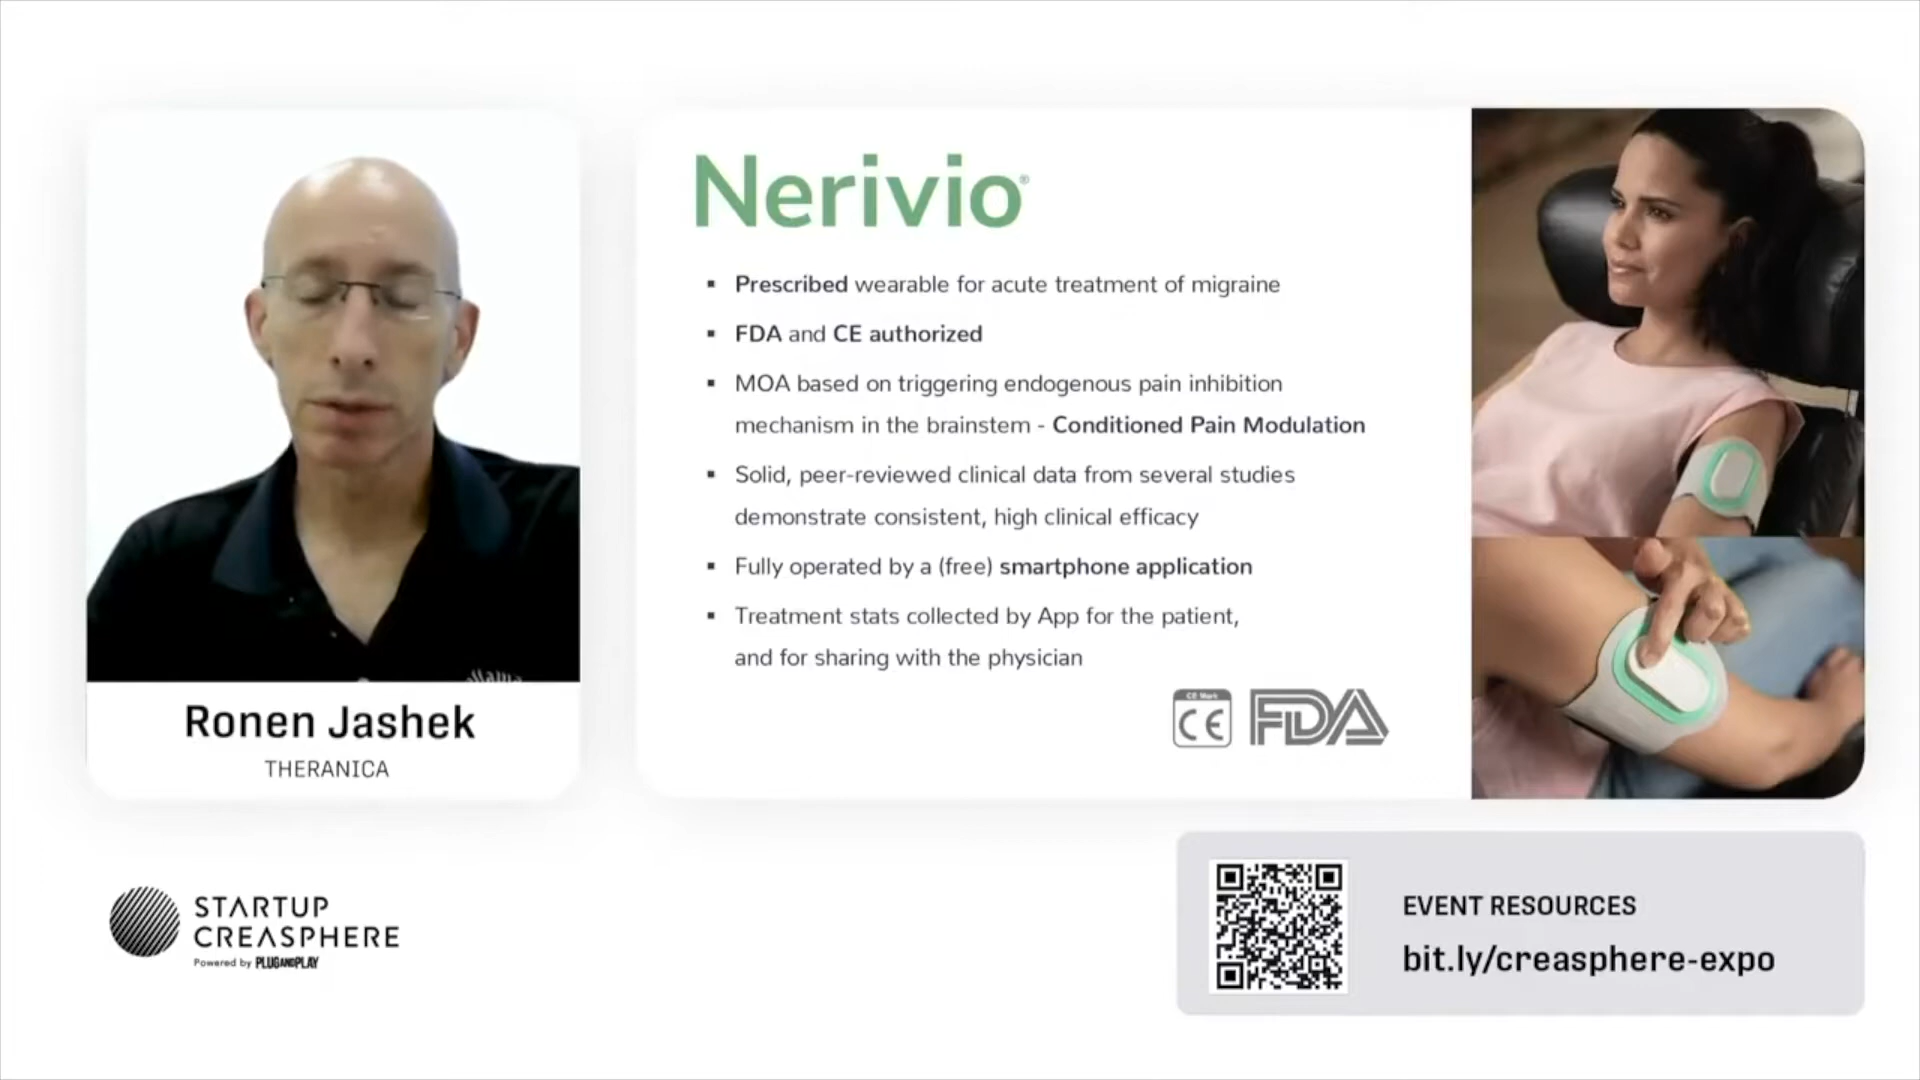 Nerivio®
Prescribed wearable for acute treatment of migraine
FDA and CE authorized
MOA based on triggering endogenous pain inhibition
mechanism in the brainstem - Conditioned Pain Modulation
Solid, peer-reviewed clinical data from several studies
demonstrate consistent, high clinical efficacy
Fully operated by a (free) smartphone application
Treatment stats collected by App for the patient,
and for sharing with the physician
CE Mark
CE FDA
Ronen Jashek
THERANICA
STARTUP
CREASPHERE
Powered by PLUGANDPLAY
EVENT RESOURCES
bit.ly/creasphere-expo